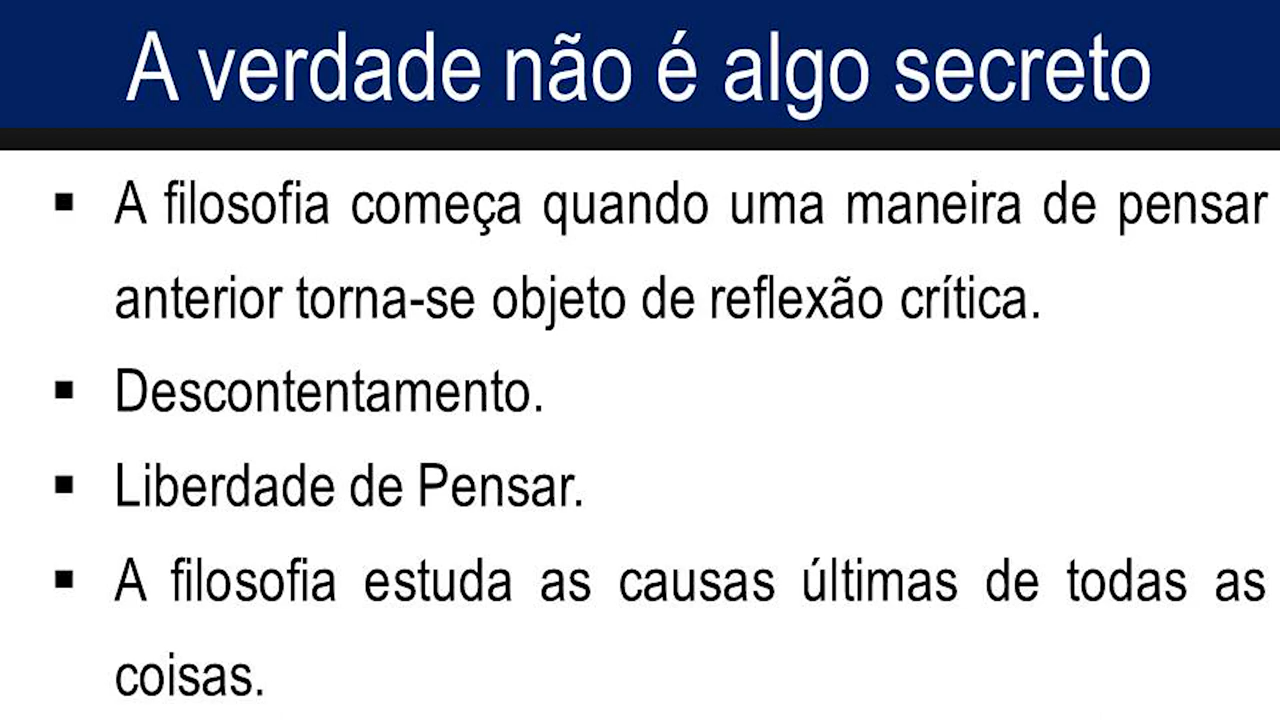 A verdade não é algo secreto
▪ A filosofia começa quando uma maneira de pensar
anterior torna-se objeto de reflexão crítica.
▪ Descontentamento.
▪ Liberdade de Pensar.
▪ A filosofia estuda as causas últimas de todas as
coisas.